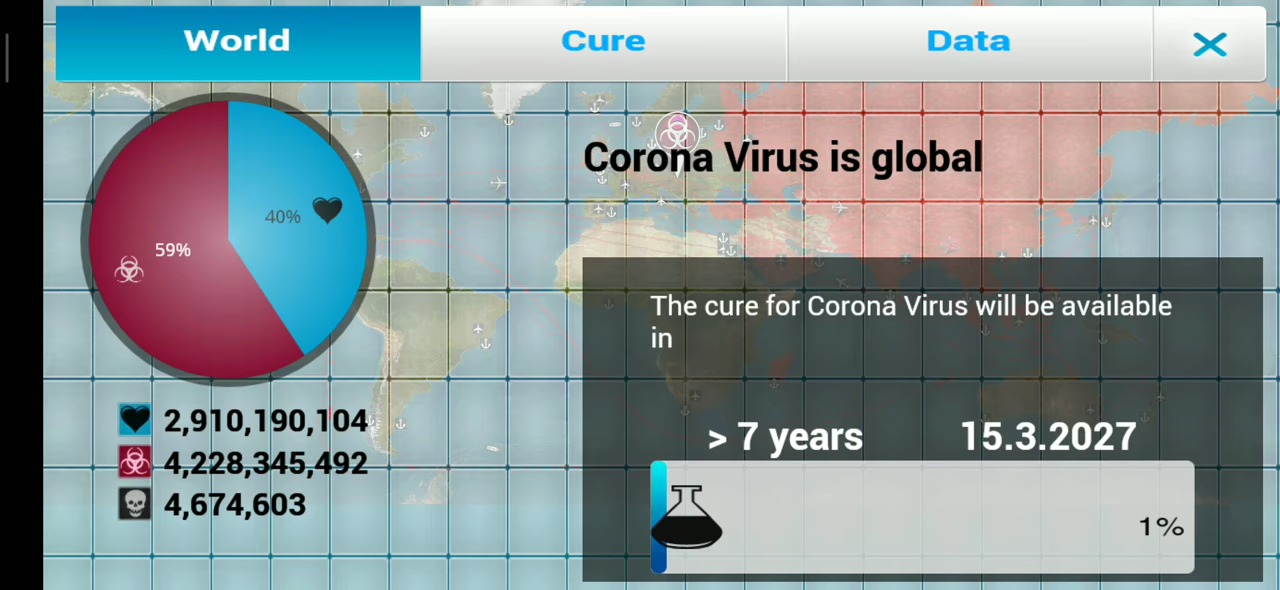 World
Cure
Data
40%
59%
Corona Virus is global
2,910,190,104
4,228,345,492
4,674,603
The cure for Corona Virus will be available
in
> 7 years
15.3.2027
1%